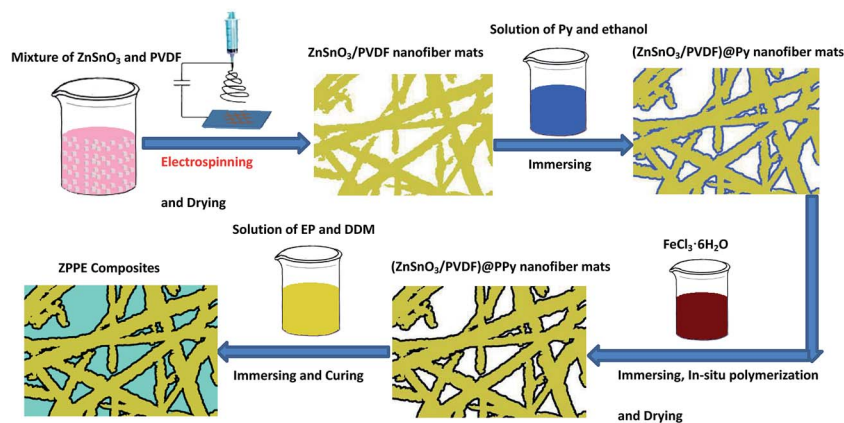 Mixture of ZnSnO₃ and PVDF
ZnSnO₃/PVDF nanofiber mats
Solution of Py and ethanol
(ZnSnO₃/PVDF)@Py nanofiber mats
Electrospinning
and Drying
Immersing
Solution of EP and DDM
FeCl₃·6H₂O
ZPPE Composites
(ZnSnO₃/PVDF)@PPy nanofiber mats
Immersing and Curing
Immersing, In-situ polymerization
and Drying